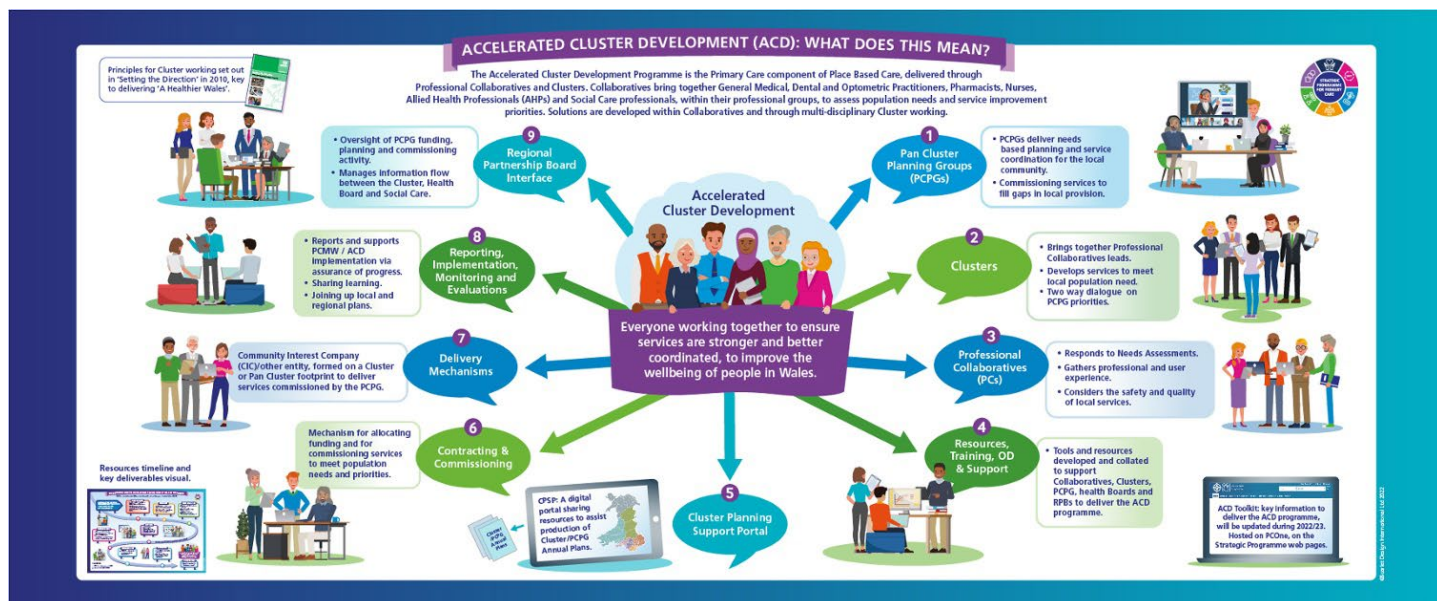 ACCELERATED CLUSTER DEVELOPMENT (ACD): WHAT DOES THIS MEAN?
Principles for Cluster working set out
in 'Setting the Direction' in 2010, key
to delivering 'A Healthier Wales'.
The Accelerated Cluster Development Programme is the Primary Care component of Place Based Care, delivered through
Professional Collaboratives and Clusters. Collaboratives bring together General Medical, Dental and Optometric Practitioners, Pharmacists, Nurses,
Allied Health Professionals (AHPs) and Social Care professionals, within their professional groups, to assess population needs and service improvement
priorities. Solutions are developed within Collaboratives and through multi-disciplinary Cluster working.
STRATEGIC
PROGRAMME
FOR PRIMARY
CARE
Accelerated
Cluster Development
Everyone working together to ensure
services are stronger and better
coordinated, to improve the
wellbeing of people in Wales.
1
Pan Cluster
Planning Groups
(PCPGs)
• PCPGs deliver needs
based planning and service
coordination for the local
community.
• Commissioning services to
fill gaps in local provision.
2
Clusters
• Brings together Professional
Collaboratives leads.
• Develops services to meet
local population need.
• Two way dialogue on
PCPG priorities.
3
Professional
Collaboratives
(PCs)
• Responds to Needs Assessments.
• Gathers professional and user
experience.
• Considers the safety and quality
of local services.
4
Resources,
Training, OD
& Support
• Tools and resources
developed and collated
to support
Collaboratives, Clusters,
PCPG, health Boards and
RPBs to deliver the ACD
programme.
5
Cluster Planning
Support Portal
CPSP: A digital
portal sharing
resources to assist
production of
Cluster/PCPG
Annual Plans.
Cluster
/PCPG
Annual
Plans
6
Contracting &
Commissioning
Mechanism for allocating
funding and for
commissioning services
to meet population
needs and priorities.
7
Delivery
Mechanisms
Community Interest Company
(CIC)/other entity, formed on a Cluster
or Pan Cluster footprint to deliver
services commissioned by the PCPG.
8
Reporting,
Implementation,
Monitoring and
Evaluations
• Reports and supports
PCMW / ACD
implementation via
assurance of progress.
• Sharing learning.
• Joining up local and
regional plans.
9
Regional
Partnership Board
Interface
• Oversight of PCPG funding,
planning and commissioning
activity.
• Manages information flow
between the Cluster, Health
Board and Social Care.
Resources timeline and
key deliverables visual.
ACD Toolkit: key information to
deliver the ACD programme,
will be updated during 2022/23.
Hosted on PCOne, on the
Strategic Programme web pages.